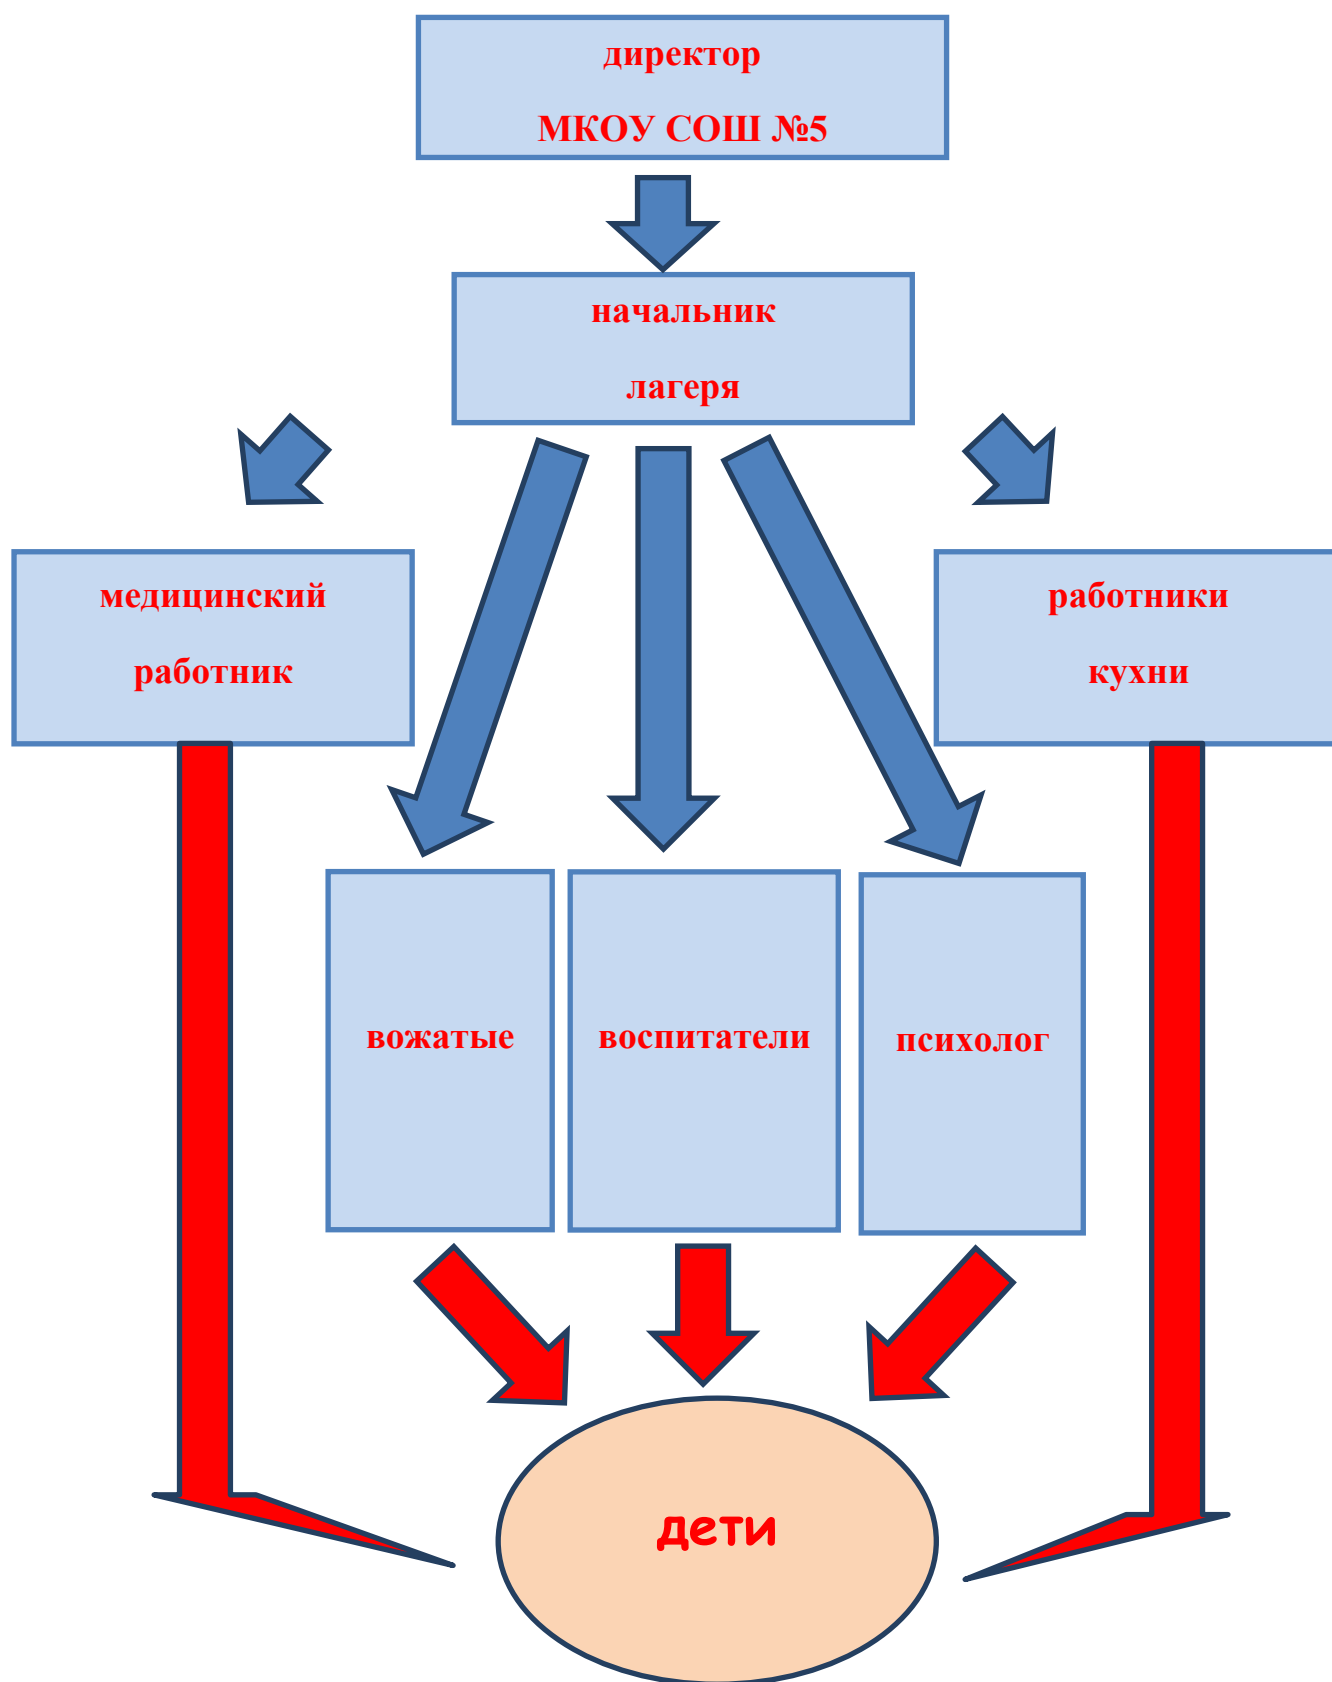 директор
МКОУ СОШ №5
начальник
лагеря
медицинский
работник
работники
кухни
вожатые
воспитатели
психолог
дети